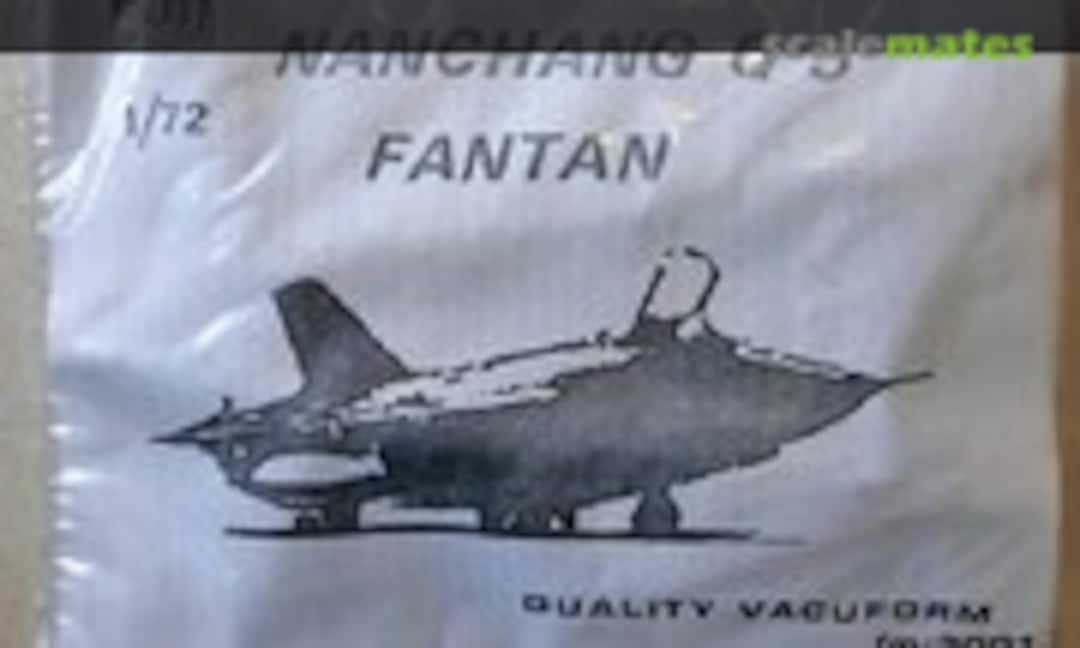 scalemates
NANCHANG Q-5
1/72
FANTAN
QUALITY VACUFORM